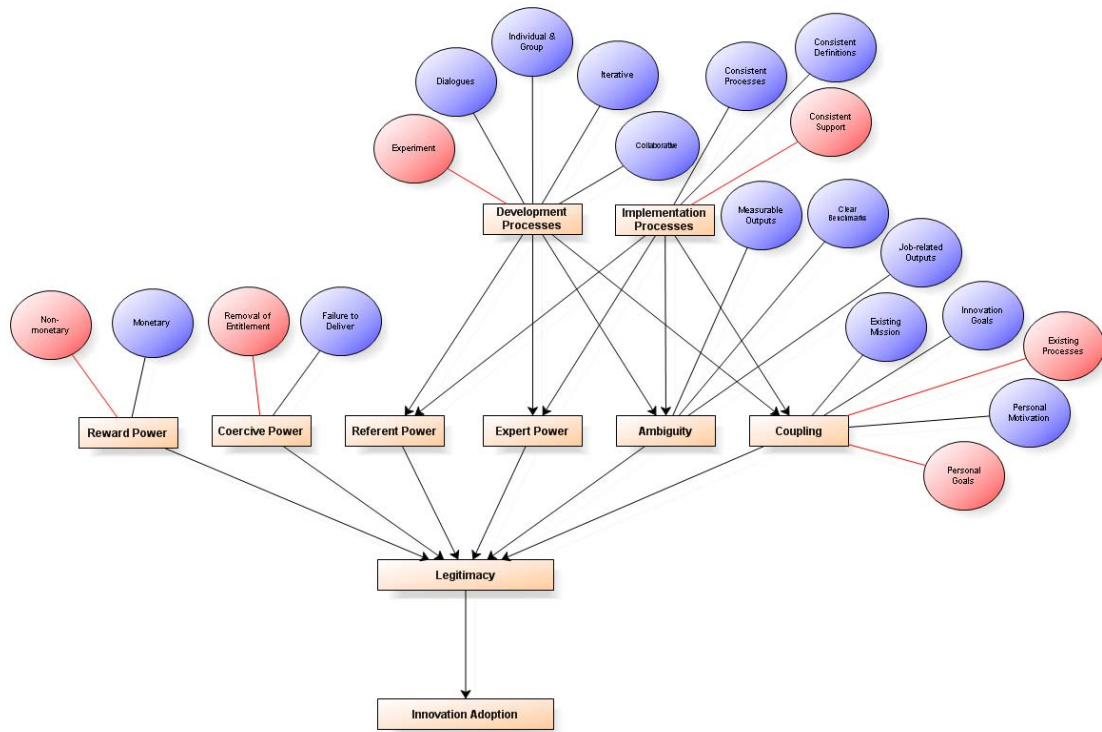 Individual &
Group
Consistent
Definitions
Dialogues
Iterative
Consistent
Processes
Experiment
Collaborative
Consistent
Support
Development
Processes
Implementation
Processes
Measurable
Outputs
Clear
Benchmarks
Job-related
Outputs
Non-
monetary
Monetary
Removal of
Entitlement
Failure to
Deliver
Existing
Mission
Innovation
Goals
Existing
Processes
Personal
Motivation
Reward Power
Coercive Power
Referent Power
Expert Power
Ambiguity
Coupling
Personal
Goals
Legitimacy
Innovation Adoption